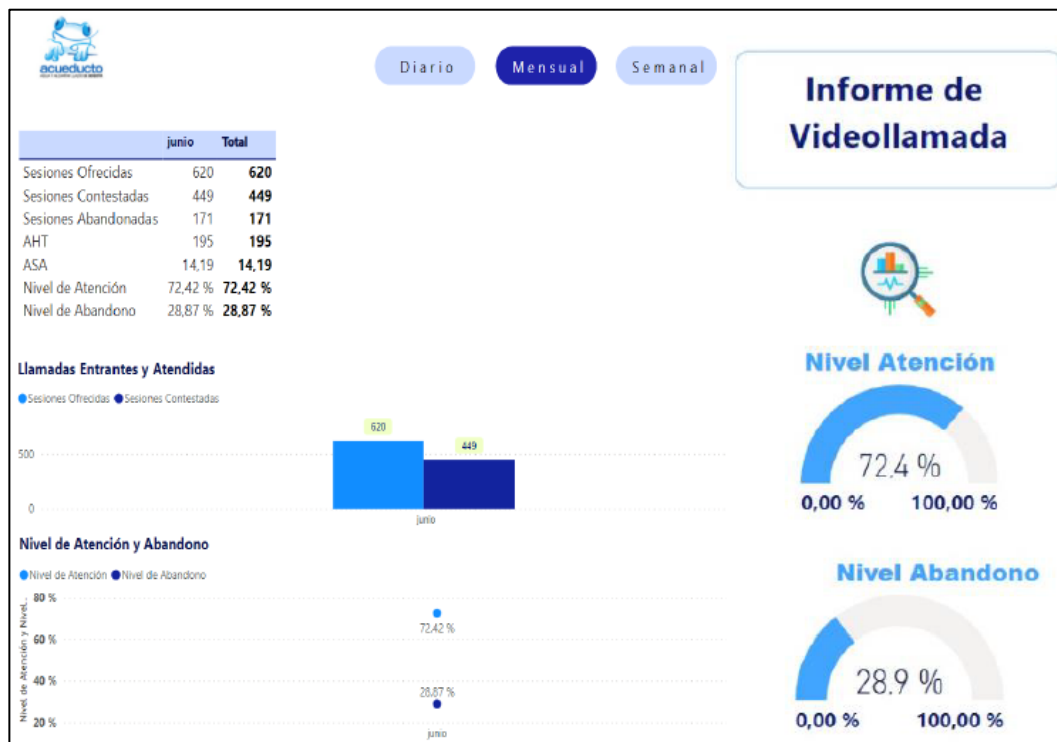 acueducto
Diario
Mensual
Semanal
Informe de
Videollamada
junio Total
Sesiones Ofrecidas 620 620
Sesiones Contestadas 449 449
Sesiones Abandonadas 171 171
AHT 195 195
ASA 14,19 14,19
Nivel de Atención 72,42 % 72,42 %
Nivel de Abandono 28,87 % 28,87 %
Llamadas Entrantes y Atendidas
Sesiones Ofrecidas Sesiones Contestadas
620
449
500
0
junio
Nivel de Atención y Abandono
Nivel de Atención Nivel de Abandono
Nivel de Atención y Nivel...
80 %
60 %
40 %
20 %
72,42 %
28,87 %
junio
Nivel Atención
72,4 %
0,00 % 100,00 %
Nivel Abandono
28,9 %
0,00 % 100,00 %